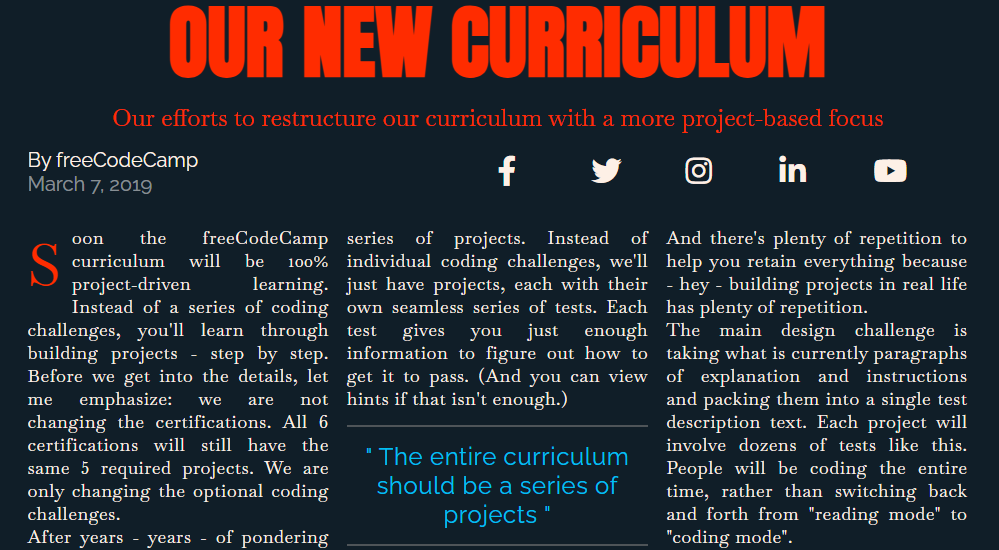 OUR NEW CURRICULUM
Our efforts to restructure our curriculum with a more project-based focus
By freeCodeCamp
March 7, 2019
Soon the freeCodeCamp
curriculum will be 100%
project-driven learning.
Instead of a series of coding
challenges, you'll learn through
building projects - step by step.
Before we get into the details, let
me emphasize: we are not
changing the certifications. All 6
certifications will still have the
same 5 required projects. We are
only changing the optional coding
challenges.
After years - years - of pondering
series of projects. Instead of
individual coding challenges, we'll
just have projects, each with their
own seamless series of tests. Each
test gives you just enough
information to figure out how to
get it to pass. (And you can view
hints if that isn't enough.)
" The entire curriculum
should be a series of
projects "
And there's plenty of repetition to
help you retain everything because
- hey - building projects in real life
has plenty of repetition.
The main design challenge is
taking what is currently paragraphs
of explanation and instructions
and packing them into a single test
description text. Each project will
involve dozens of tests like this.
People will be coding the entire
time, rather than switching back
and forth from "reading mode" to
"coding mode".